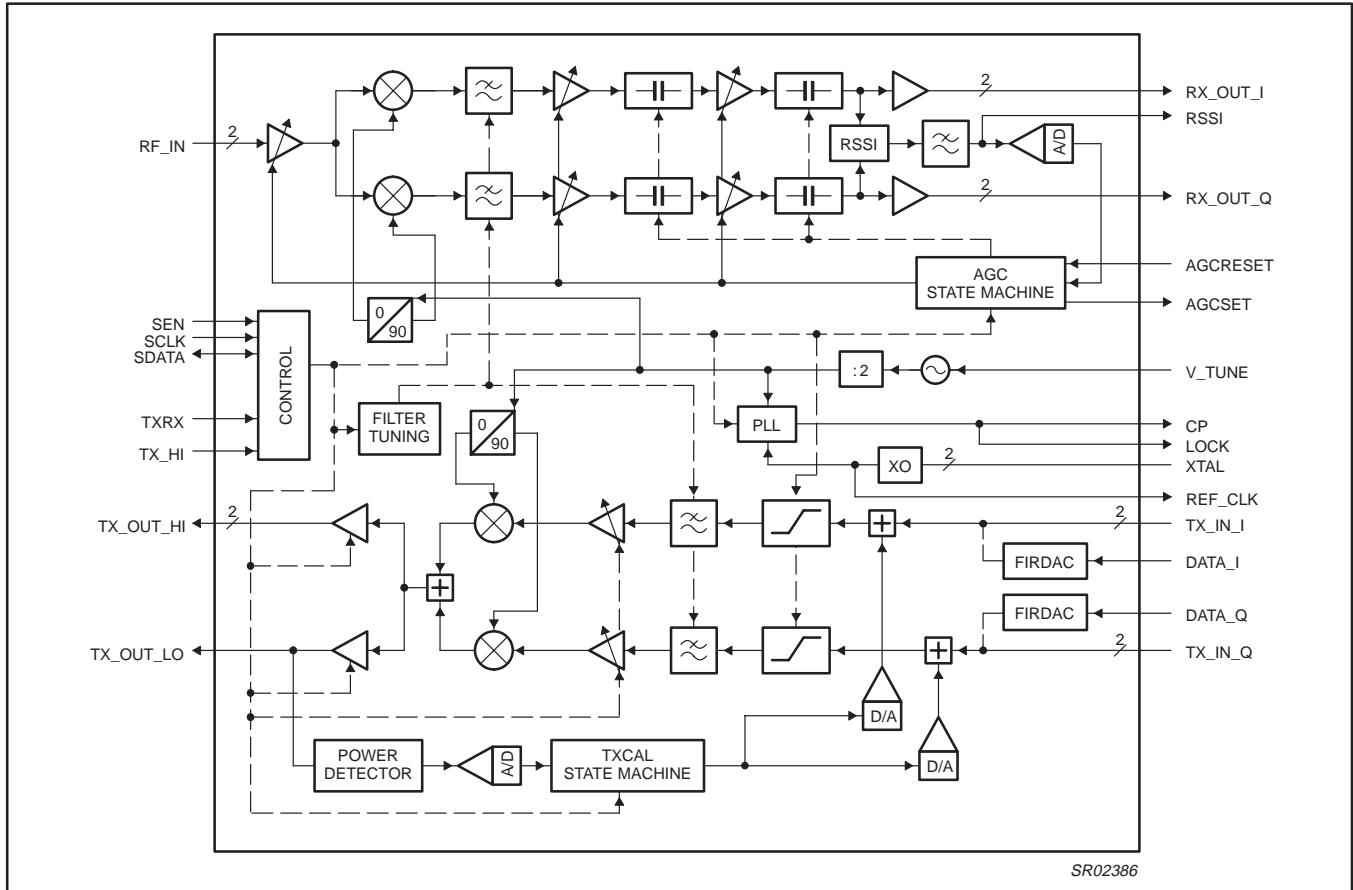 2
RX_OUT_I
RSSI
2
RF_IN
RSSI
A/D
2
RX_OUT_Q
AGC
STATE MACHINE
AGCRESET
AGCSET
0
90
SEN
SCLK
SDATA
CONTROL
TXRX
TX_HI
FILTER
TUNING
0
90
: 2
V_TUNE
PLL
CP
LOCK
XO
2
XTAL
REF_CLK
TX_OUT_HI
2
2
TX_IN_I
FIRDAC
DATA_I
FIRDAC
DATA_Q
TX_OUT_LO
2
TX_IN_Q
D/A
D/A
POWER
DETECTOR
A/D
TXCAL
STATE MACHINE
SR02386